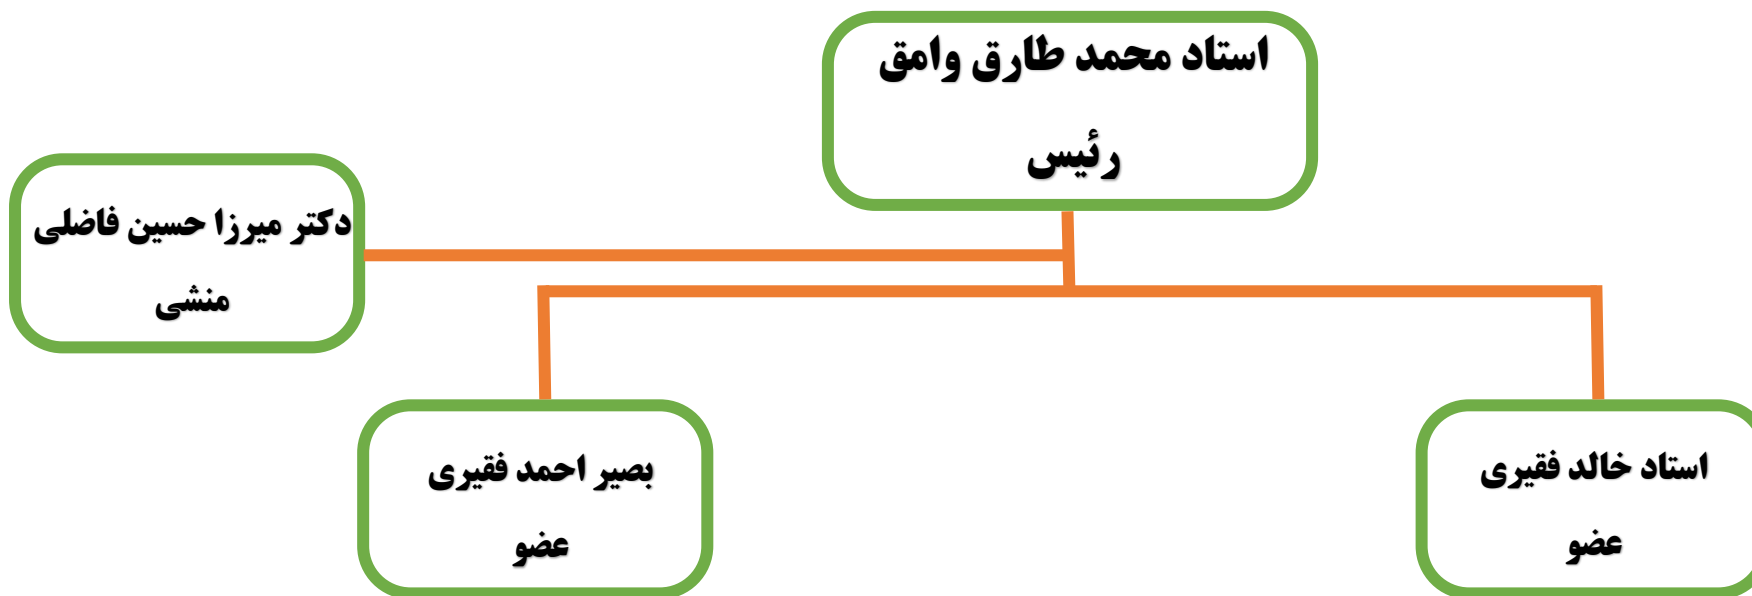 استاد محمد طارق وامق
رئیس
دکتر میرزا حسین فاضلی
منشی
استاد خالد فقیری
عضو
بصیر احمد فقیری
عضو